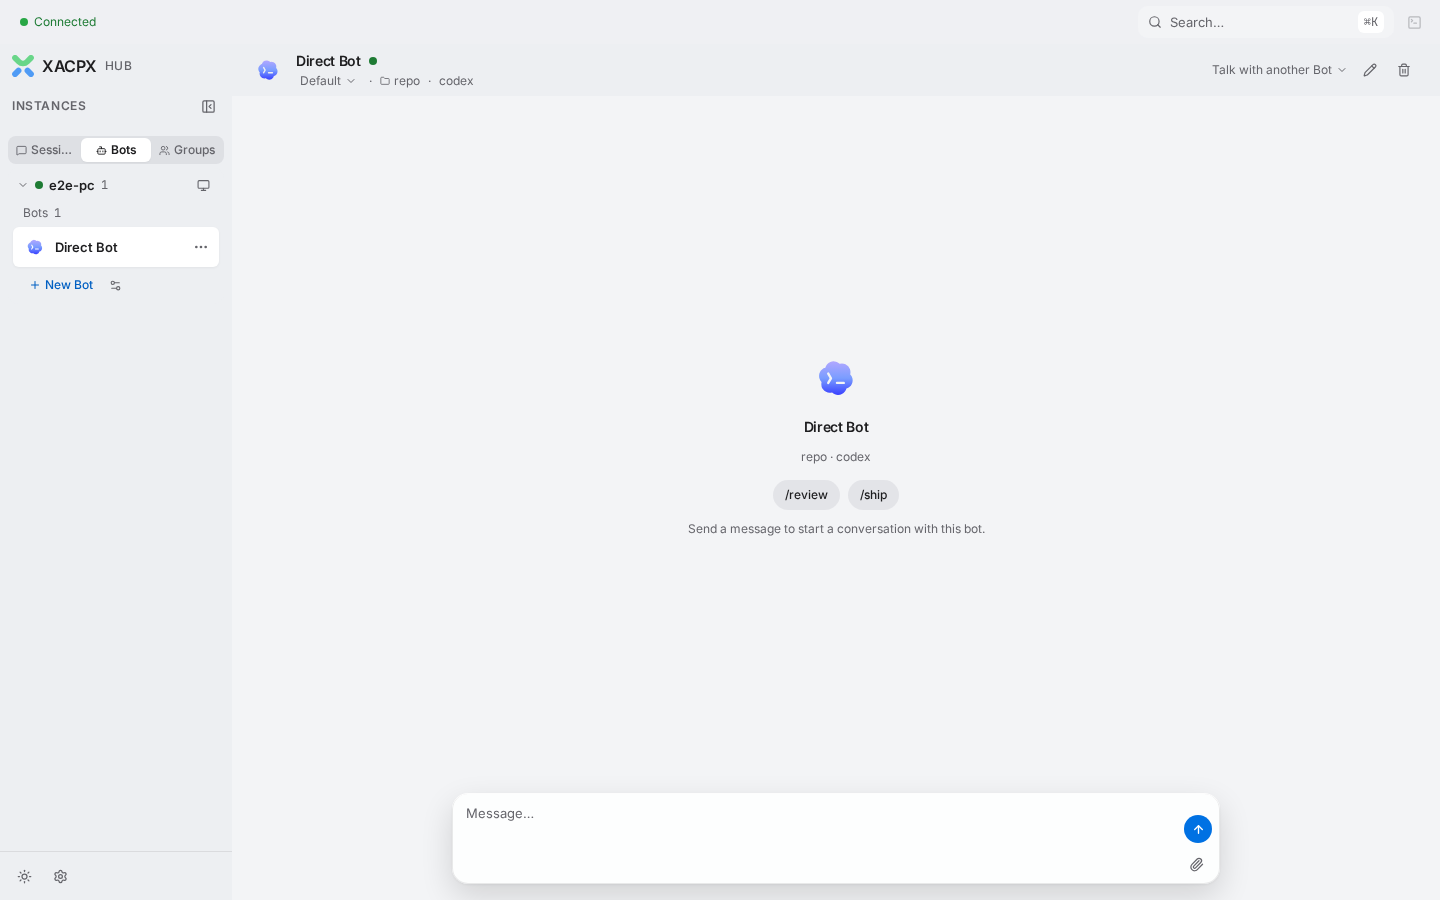 Connected
Search...
⌘K
XACPX HUB
INSTANCES
Sessi...
Bots
Groups
e2e-pc 1
Bots 1
Direct Bot
New Bot
Direct Bot
Default · repo · codex
Talk with another Bot
Direct Bot
repo · codex
/review
/ship
Send a message to start a conversation with this bot.
Message...